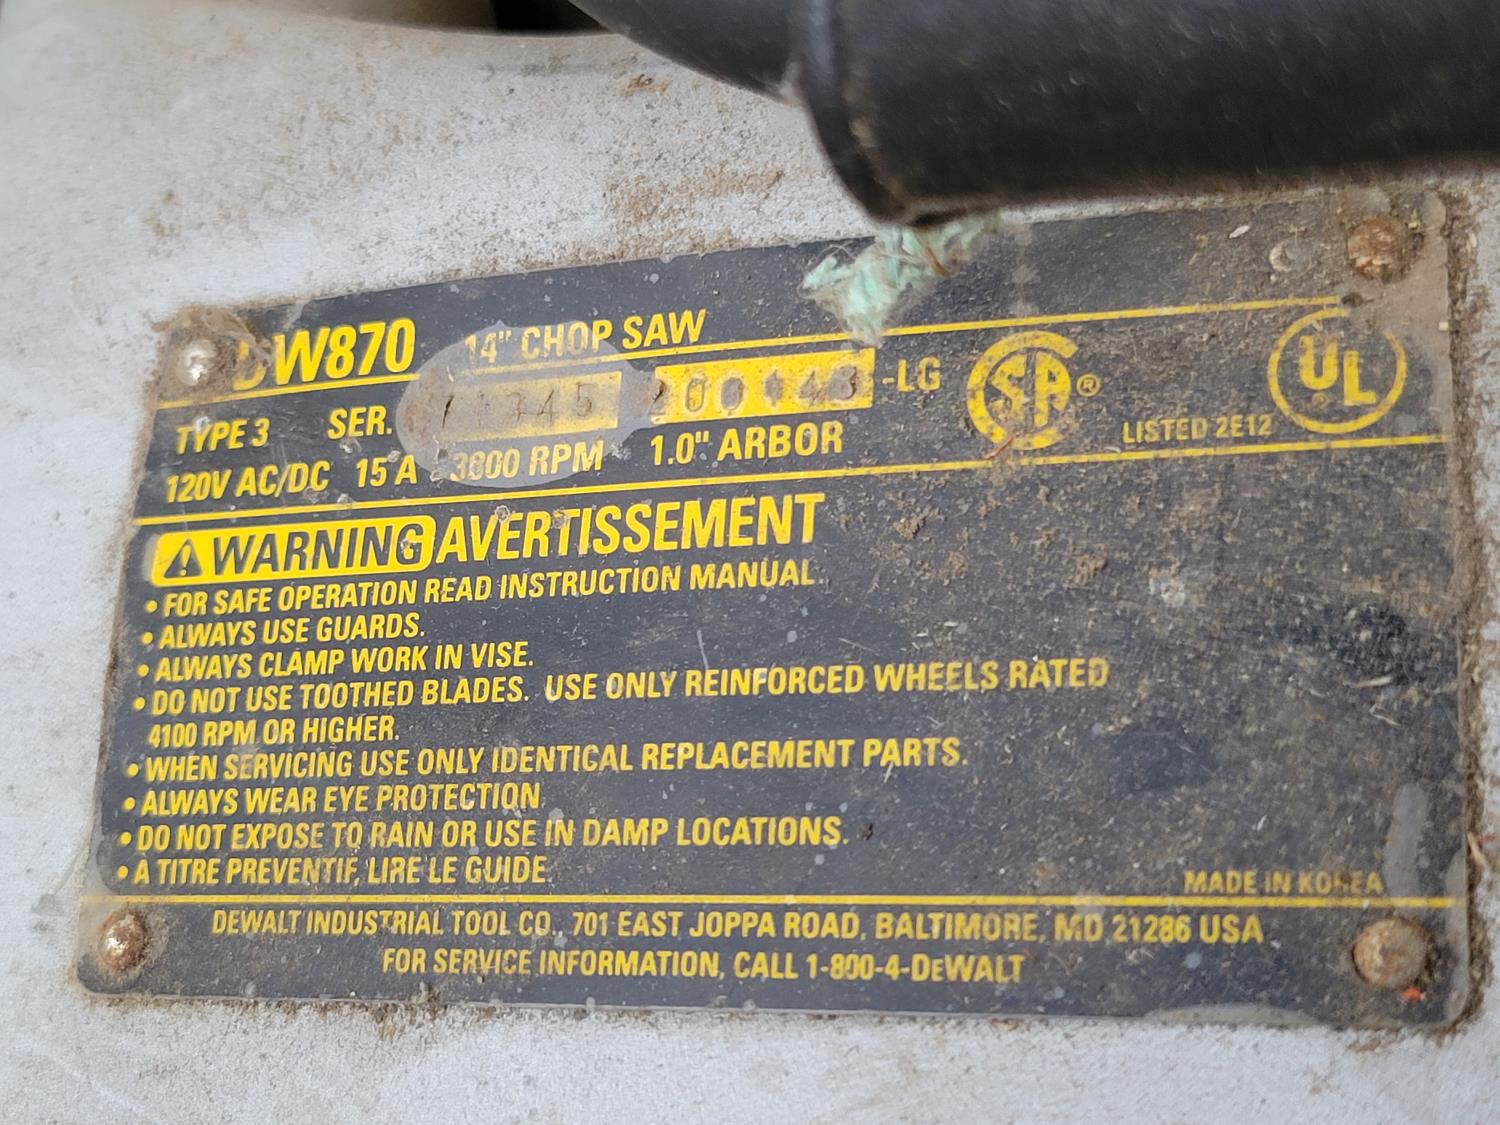 DW870 14" CHOP SAW
TYPE 3 SER. -LG
120V AC/DC 15 A 3800 RPM 1.0" ARBOR
LISTED 2E12
CSA ®
UL ®
WARNING AVERTISSEMENT
• FOR SAFE OPERATION READ INSTRUCTION MANUAL.
• ALWAYS USE GUARDS.
• ALWAYS CLAMP WORK IN VISE.
• DO NOT USE TOOTHED BLADES. USE ONLY REINFORCED WHEELS RATED
4100 RPM OR HIGHER.
• WHEN SERVICING USE ONLY IDENTICAL REPLACEMENT PARTS.
• ALWAYS WEAR EYE PROTECTION
• DO NOT EXPOSE TO RAIN OR USE IN DAMP LOCATIONS.
• À TITRE PREVENTIF, LIRE LE GUIDE.
MADE IN KOREA
DEWALT INDUSTRIAL TOOL CO., 701 EAST JOPPA ROAD, BALTIMORE, MD 21286 USA
FOR SERVICE INFORMATION, CALL 1-800-4-DeWALT